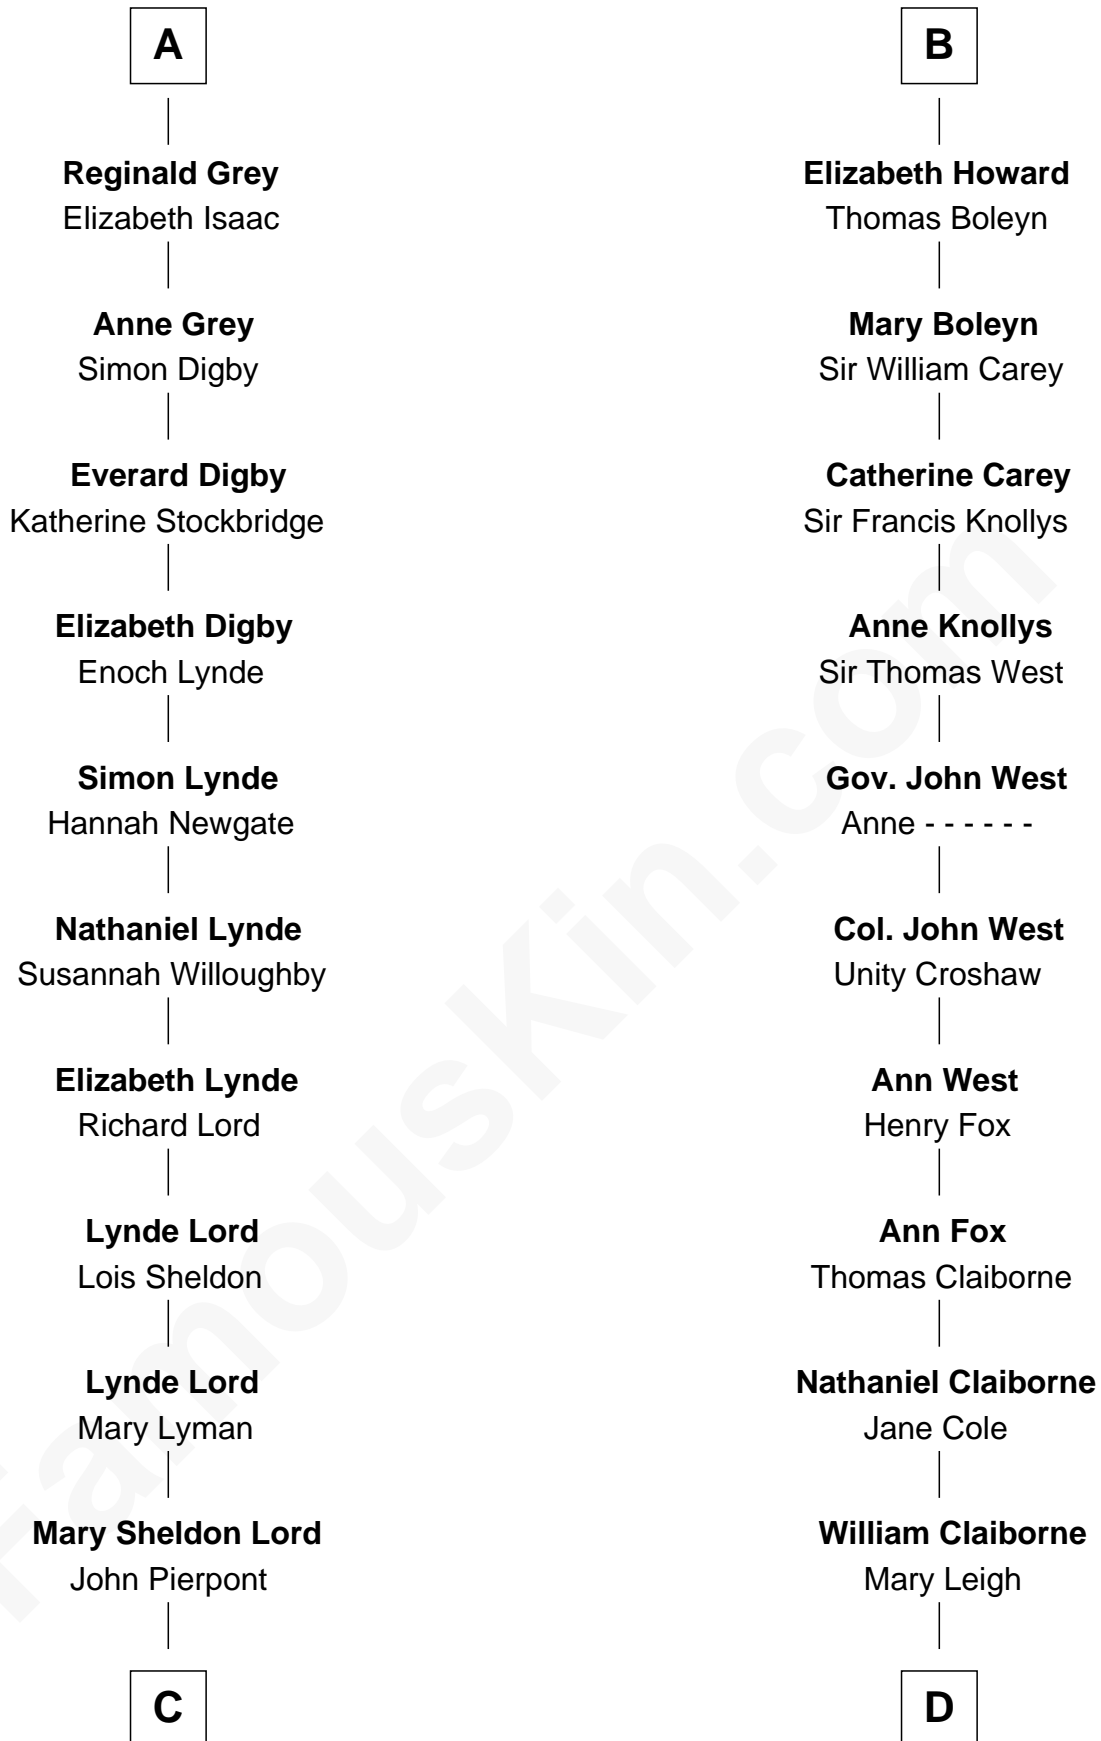 A
Reginald Grey
Elizabeth Isaac
Anne Grey
Simon Digby
Everard Digby
Katherine Stockbridge
Elizabeth Digby
Enoch Lynde
Simon Lynde
Hannah Newgate
Nathaniel Lynde
Susannah Willoughby
Elizabeth Lynde
Richard Lord
Lynde Lord
Lois Sheldon
Lynde Lord
Mary Lyman
Mary Sheldon Lord
John Pierpont
C
B
Elizabeth Howard
Thomas Boleyn
Mary Boleyn
Sir William Carey
Catherine Carey
Sir Francis Knollys
Anne Knollys
Sir Thomas West
Gov. John West
Anne - - - - - -
Col. John West
Unity Croshaw
Ann West
Henry Fox
Ann Fox
Thomas Claiborne
Nathaniel Claiborne
Jane Cole
William Claiborne
Mary Leigh
D
FamousKin.com